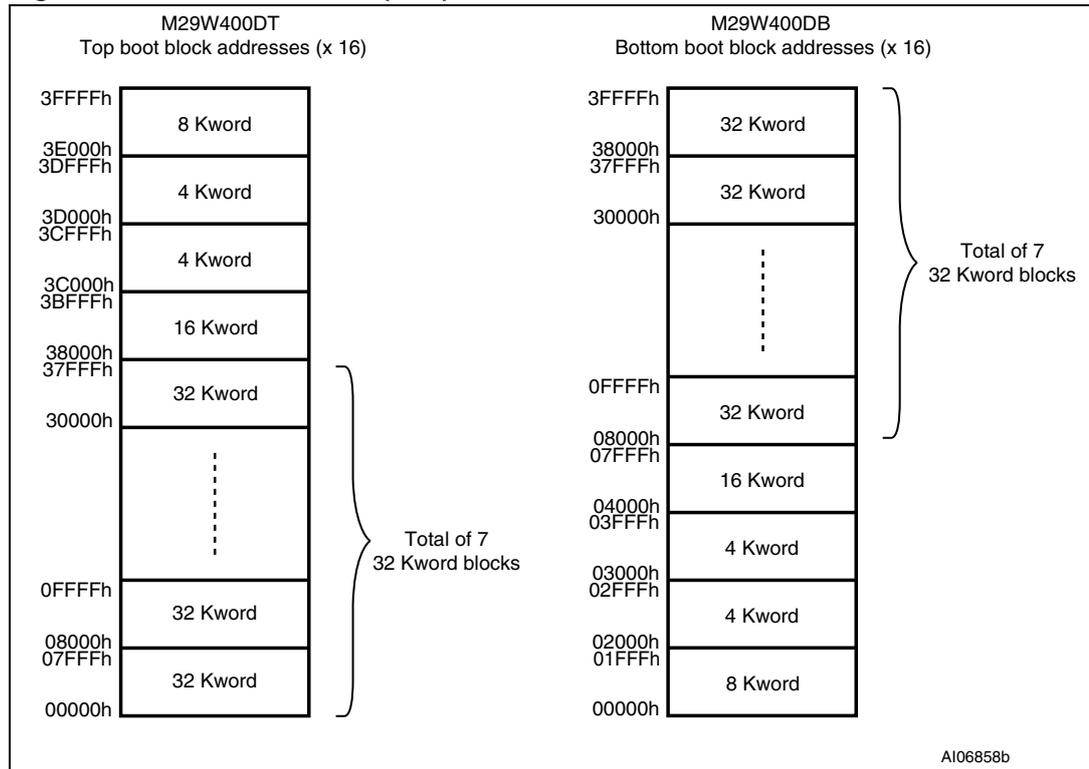 M29W400DT
Top boot block addresses (x 16)
3FFFFh
8 Kword
3E000h
3DFFFh
4 Kword
3D000h
3CFFFh
4 Kword
3C000h
3BFFFh
16 Kword
38000h
37FFFh
32 Kword
30000h
Total of 7
32 Kword blocks
0FFFFh
32 Kword
08000h
07FFFh
32 Kword
00000h
M29W400DB
Bottom boot block addresses (x 16)
3FFFFh
32 Kword
38000h
37FFFh
32 Kword
30000h
Total of 7
32 Kword blocks
0FFFFh
32 Kword
08000h
07FFFh
16 Kword
04000h
03FFFh
4 Kword
03000h
02FFFh
4 Kword
02000h
01FFFh
8 Kword
00000h
AI06858b